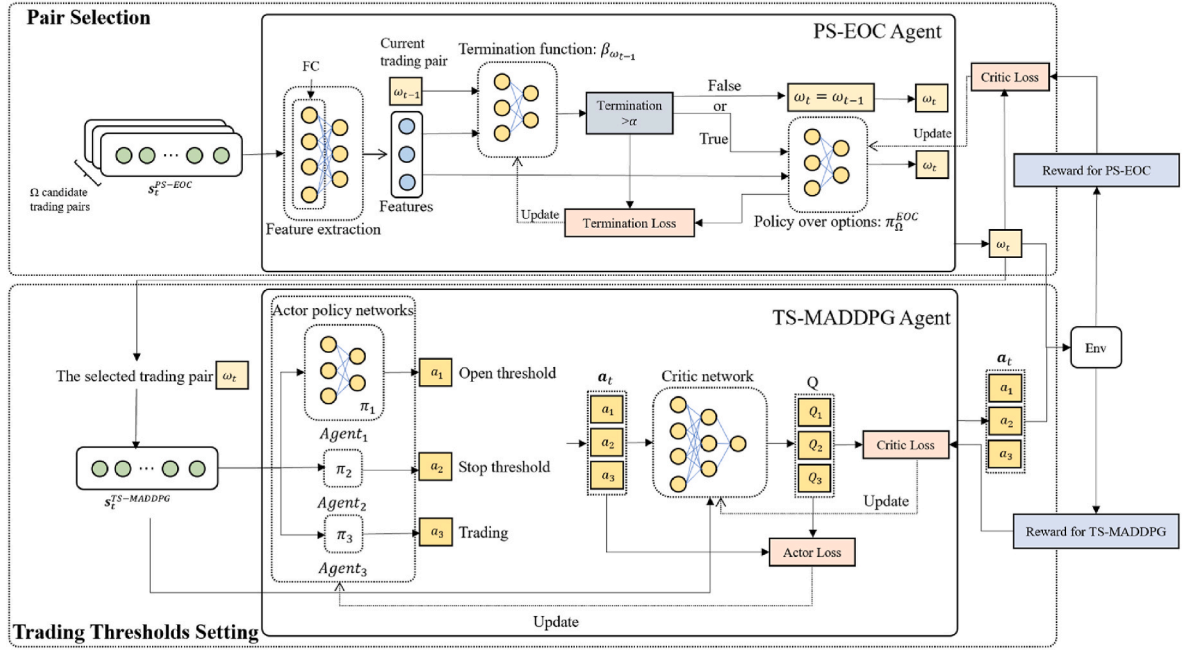 Pair Selection
PS-EOC Agent
Current
trading pair
Termination function: β_{ω_{t−1}}
FC
ω_{t−1}
False
or
True
Termination
>α
ω_t = ω_{t−1}
ω_t
Critic Loss
Update
ω_t
...
s_t^{PS−EOC}
Ω candidate
trading pairs
Feature extraction
Features
Update
Termination Loss
Policy over options: π_Ω^{EOC}
Reward for PS-EOC
ω_t
TS-MADDPG Agent
Actor policy networks
π_1
Agent_1
a_1 Open threshold
The selected trading pair ω_t
...
s_t^{TS−MADDPG}
π_2
Agent_2
a_2 Stop threshold
π_3
Agent_3
a_3 Trading
a_t
a_1
a_2
a_3
Critic network
Q
Q_1
Q_2
Q_3
Critic Loss
Update
Actor Loss
Update
a_t
a_1
a_2
a_3
Env
Reward for TS-MADDPG
Trading Thresholds Setting